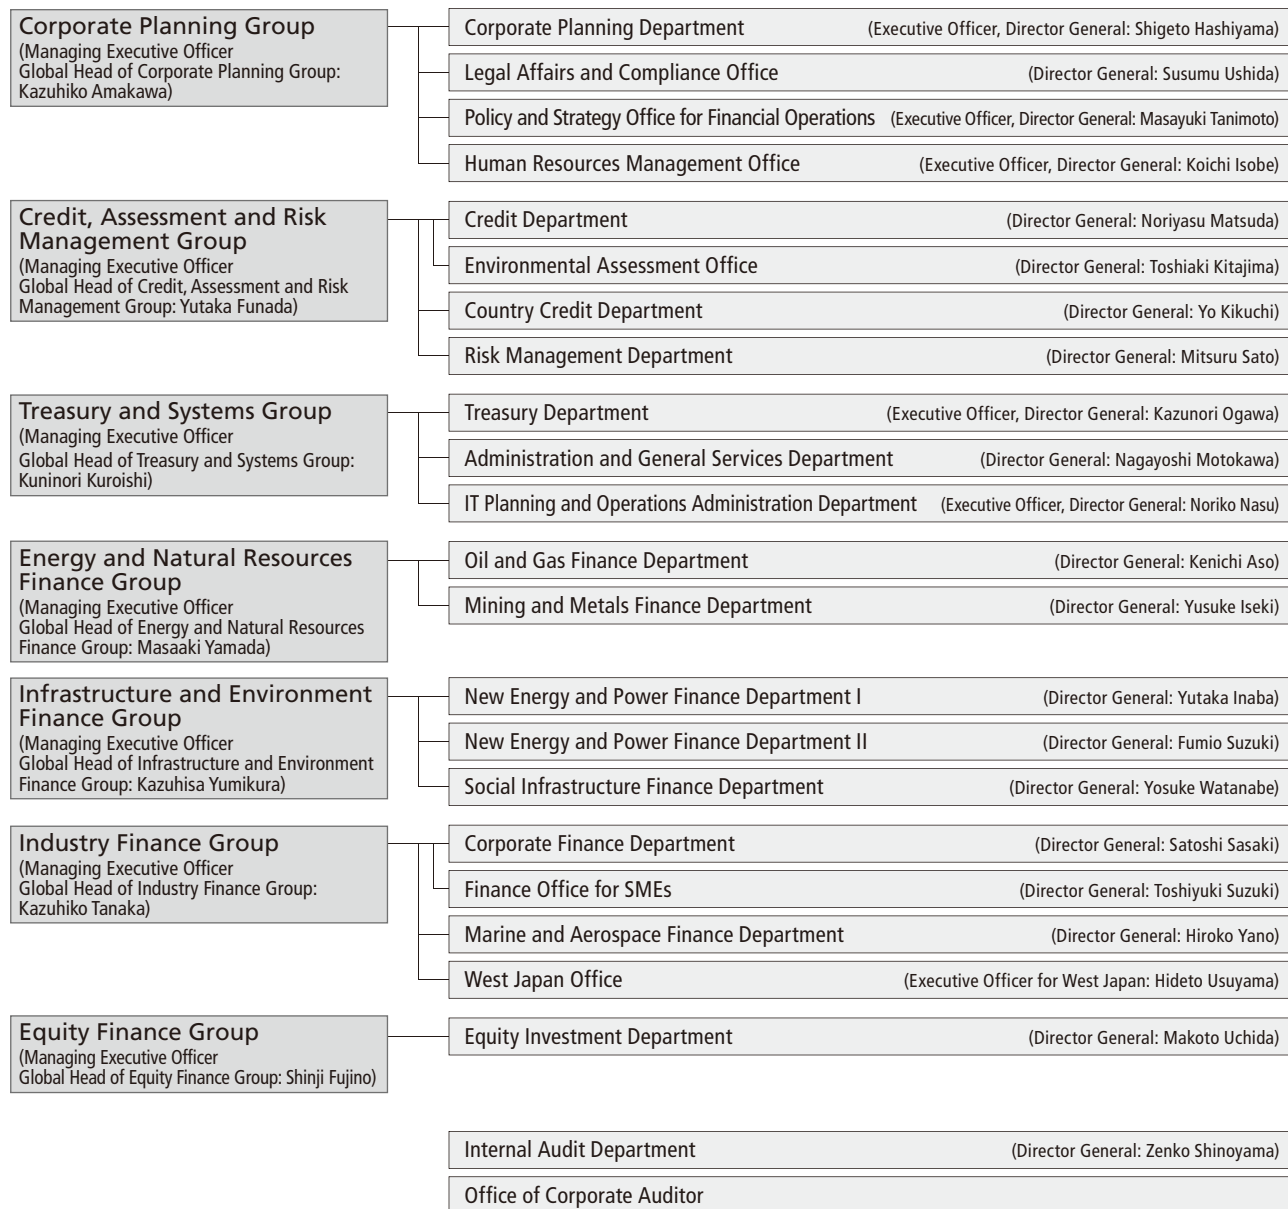 Corporate Planning Group
(Managing Executive Officer
Global Head of Corporate Planning Group:
Kazuhiko Amakawa)
Corporate Planning Department (Executive Officer, Director General: Shigeto Hashiyama)
Legal Affairs and Compliance Office (Director General: Susumu Ushida)
Policy and Strategy Office for Financial Operations (Executive Officer, Director General: Masayuki Tanimoto)
Human Resources Management Office (Executive Officer, Director General: Koichi Isobe)
Credit, Assessment and Risk
Management Group
(Managing Executive Officer
Global Head of Credit, Assessment and Risk
Management Group: Yutaka Funada)
Credit Department (Director General: Noriyasu Matsuda)
Environmental Assessment Office (Director General: Toshiaki Kitajima)
Country Credit Department (Director General: Yo Kikuchi)
Risk Management Department (Director General: Mitsuru Sato)
Treasury and Systems Group
(Managing Executive Officer
Global Head of Treasury and Systems Group:
Kuninori Kuroishi)
Treasury Department (Executive Officer, Director General: Kazunori Ogawa)
Administration and General Services Department (Director General: Nagayoshi Motokawa)
IT Planning and Operations Administration Department (Executive Officer, Director General: Noriko Nasu)
Energy and Natural Resources
Finance Group
(Managing Executive Officer
Global Head of Energy and Natural Resources
Finance Group: Masaaki Yamada)
Oil and Gas Finance Department (Director General: Kenichi Aso)
Mining and Metals Finance Department (Director General: Yusuke Iseki)
Infrastructure and Environment
Finance Group
(Managing Executive Officer
Global Head of Infrastructure and Environment
Finance Group: Kazuhisa Yumikura)
New Energy and Power Finance Department I (Director General: Yutaka Inaba)
New Energy and Power Finance Department II (Director General: Fumio Suzuki)
Social Infrastructure Finance Department (Director General: Yosuke Watanabe)
Industry Finance Group
(Managing Executive Officer
Global Head of Industry Finance Group:
Kazuhiko Tanaka)
Corporate Finance Department (Director General: Satoshi Sasaki)
Finance Office for SMEs (Director General: Toshiyuki Suzuki)
Marine and Aerospace Finance Department (Director General: Hiroko Yano)
West Japan Office (Executive Officer for West Japan: Hideto Usuyama)
Equity Finance Group
(Managing Executive Officer
Global Head of Equity Finance Group: Shinji Fujino)
Equity Investment Department (Director General: Makoto Uchida)
Internal Audit Department (Director General: Zenko Shinoyama)
Office of Corporate Auditor